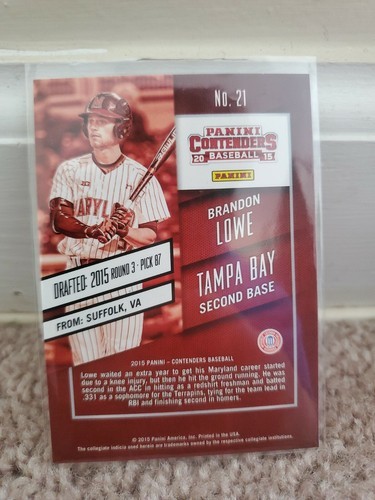 No. 21
PANINI
CONTENDERS
20 BASEBALL 15
PANINI
BRANDON
LOWE
TAMPA BAY
SECOND BASE
MARYL
DRAFTED: 2015 ROUND 3 • PICK 87
FROM: SUFFOLK, VA
2015 PANINI – CONTENDERS BASEBALL
Lowe waited an extra year to get his Maryland career started
due to a knee injury, but then he hit the ground running. He was
second in the ACC in hitting as a redshirt freshman and batted
.331 as a sophomore for the Terrapins, tying for the team lead in
RBI and finishing second in homers.
© 2015 Panini America, Inc. Printed in the USA.
The collegiate indicia used herein are trademarks owned by the respective collegiate institutions.